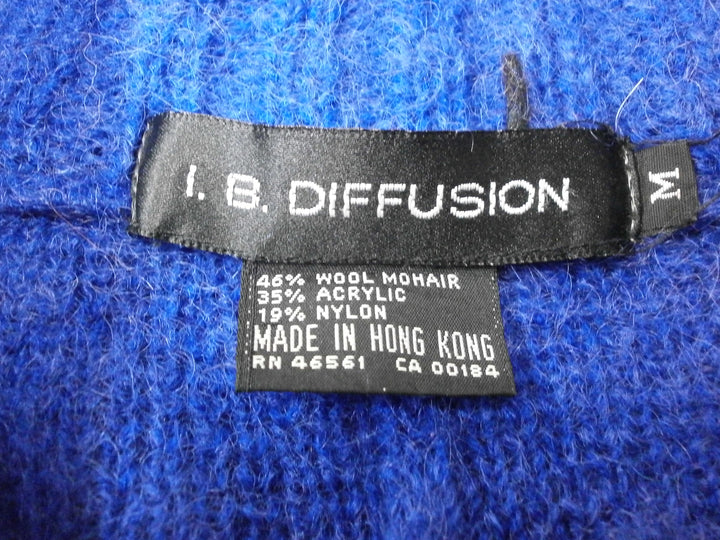 I. B. DIFFUSION
M
46% WOOL MOHAIR
35% ACRYLIC
19% NYLON
MADE IN HONG KONG
RN 46561 CA 00184